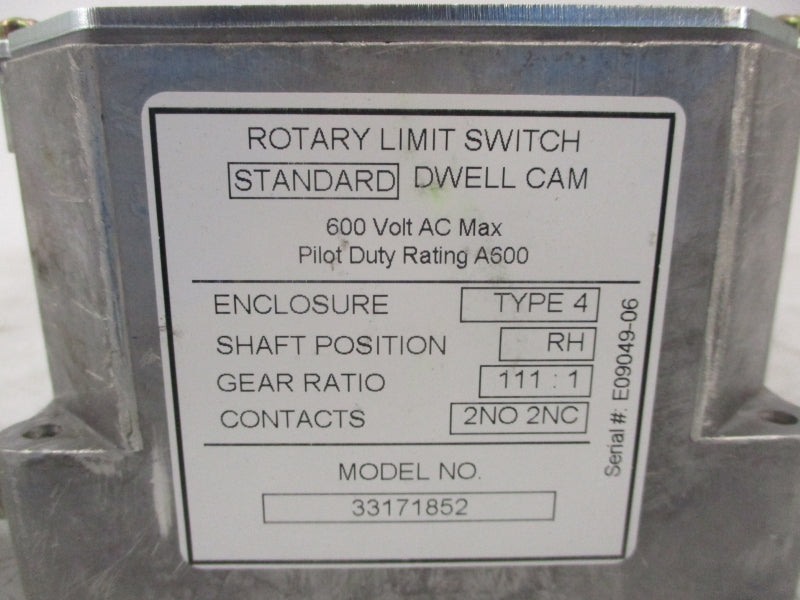 ROTARY LIMIT SWITCH
STANDARD DWELL CAM
600 Volt AC Max
Pilot Duty Rating A600
ENCLOSURE TYPE 4
SHAFT POSITION RH
GEAR RATIO 111 : 1
CONTACTS 2NO 2NC
Serial #: E09049-06
MODEL NO.
33171852